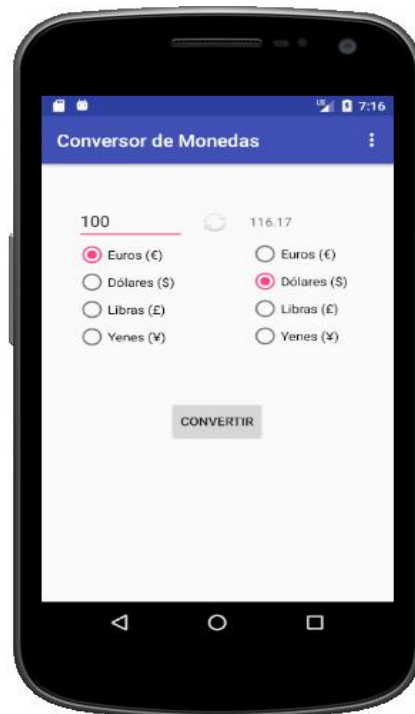 7:16
Conversor de Monedas
100 116.17
Euros (€) Euros (€)
Dólares ($) Dólares ($)
Libras (£) Libras (£)
Yenes (¥) Yenes (¥)
CONVERTIR